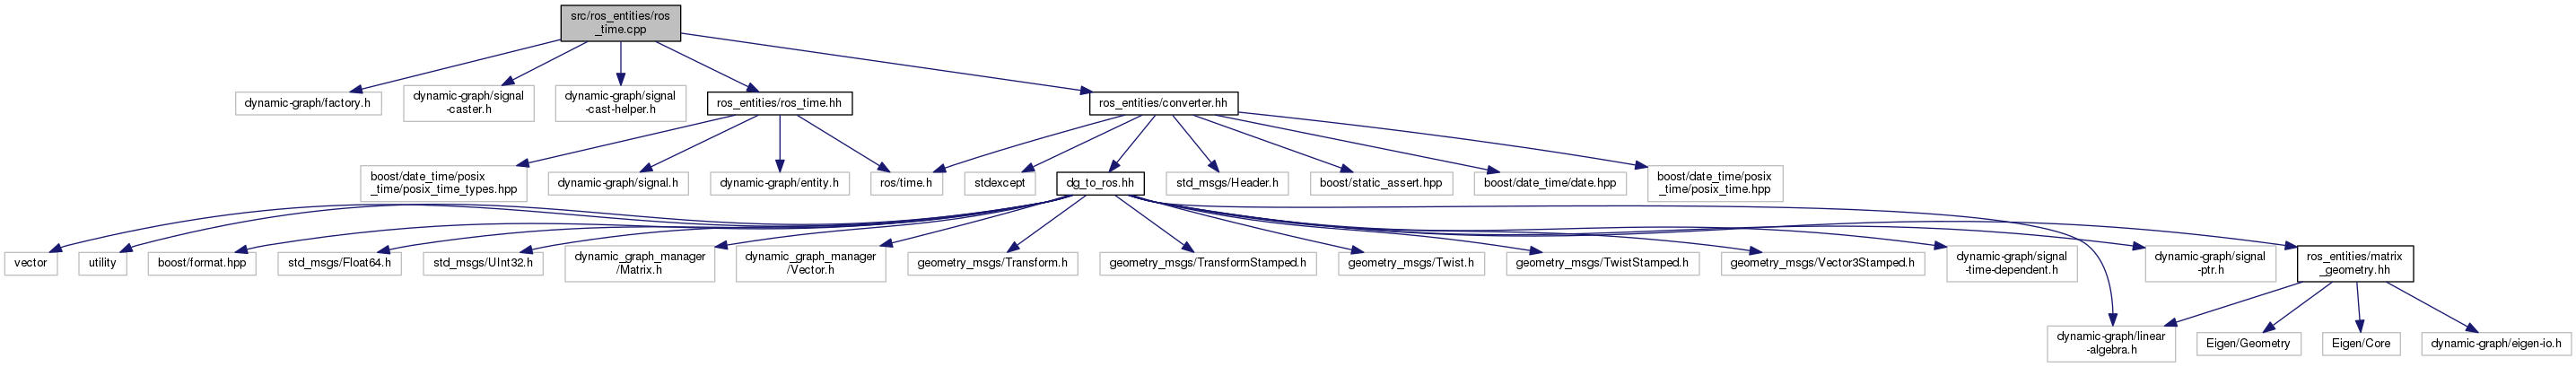 src/ros_entities/ros
_time.cpp
dynamic-graph/factory.h
dynamic-graph/signal
-caster.h
dynamic-graph/signal
-cast-helper.h
ros_entities/ros_time.hh
ros_entities/converter.hh
boost/date_time/posix
_time/posix_time_types.hpp
dynamic-graph/signal.h
dynamic-graph/entity.h
ros/time.h
stdexcept
dg_to_ros.hh
std_msgs/Header.h
boost/static_assert.hpp
boost/date_time/date.hpp
boost/date_time/posix
_time/posix_time.hpp
vector
utility
boost/format.hpp
std_msgs/Float64.h
std_msgs/UInt32.h
dynamic_graph_manager
/Matrix.h
dynamic_graph_manager
/Vector.h
geometry_msgs/Transform.h
geometry_msgs/TransformStamped.h
geometry_msgs/Twist.h
geometry_msgs/TwistStamped.h
geometry_msgs/Vector3Stamped.h
dynamic-graph/signal
-time-dependent.h
dynamic-graph/signal
-ptr.h
ros_entities/matrix
_geometry.hh
dynamic-graph/linear
-algebra.h
Eigen/Geometry
Eigen/Core
dynamic-graph/eigen-io.h